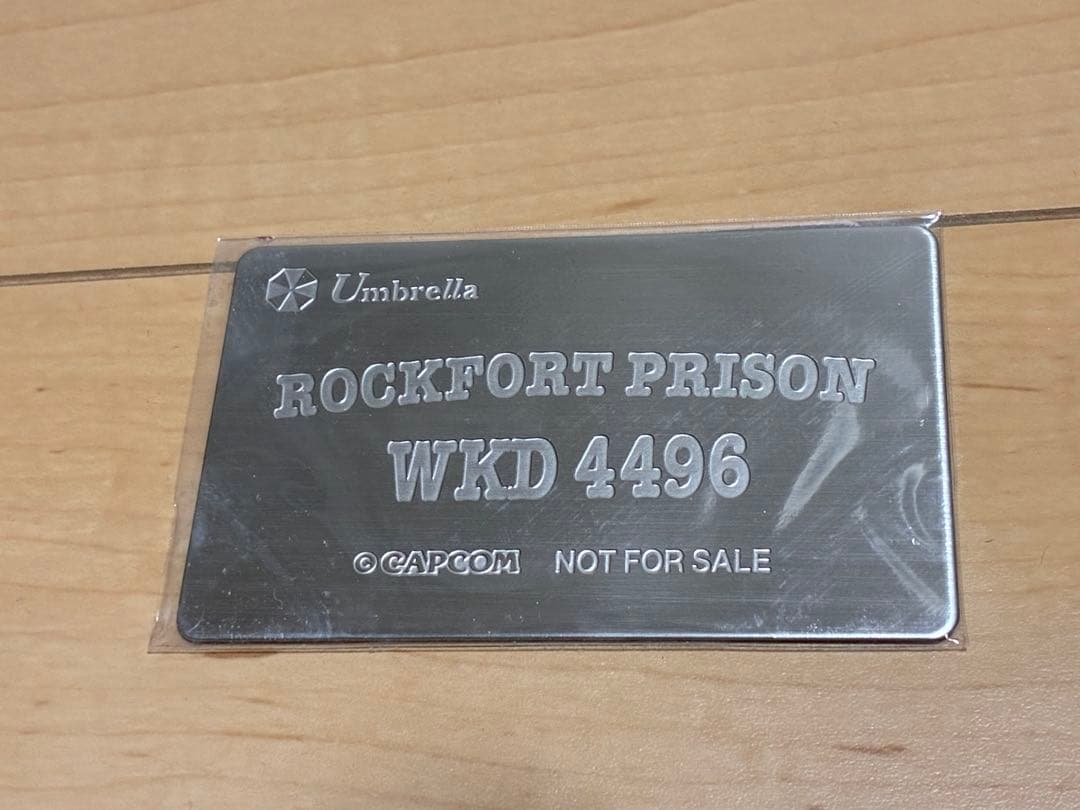 Umbrella
ROCKFORT PRISON
WKD 4496
©CAPCOM NOT FOR SALE